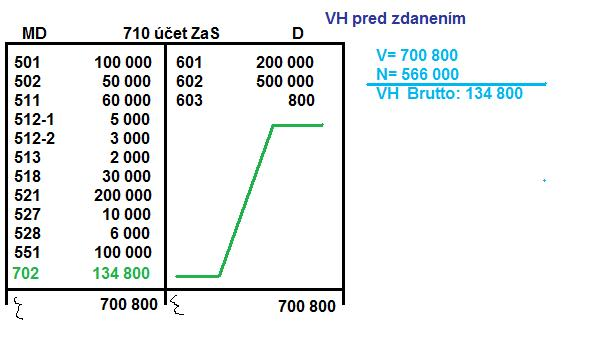 VH pred zdanením
MD 710 účet ZaS D
501 100 000 601 200 000
502 50 000 602 500 000
511 60 000 603 800
512-1 5 000
512-2 3 000
513 2 000
518 30 000
521 200 000
527 10 000
528 6 000
551 100 000
702 134 800
700 800 700 800
V= 700 800
N= 566 000
VH Brutto: 134 800